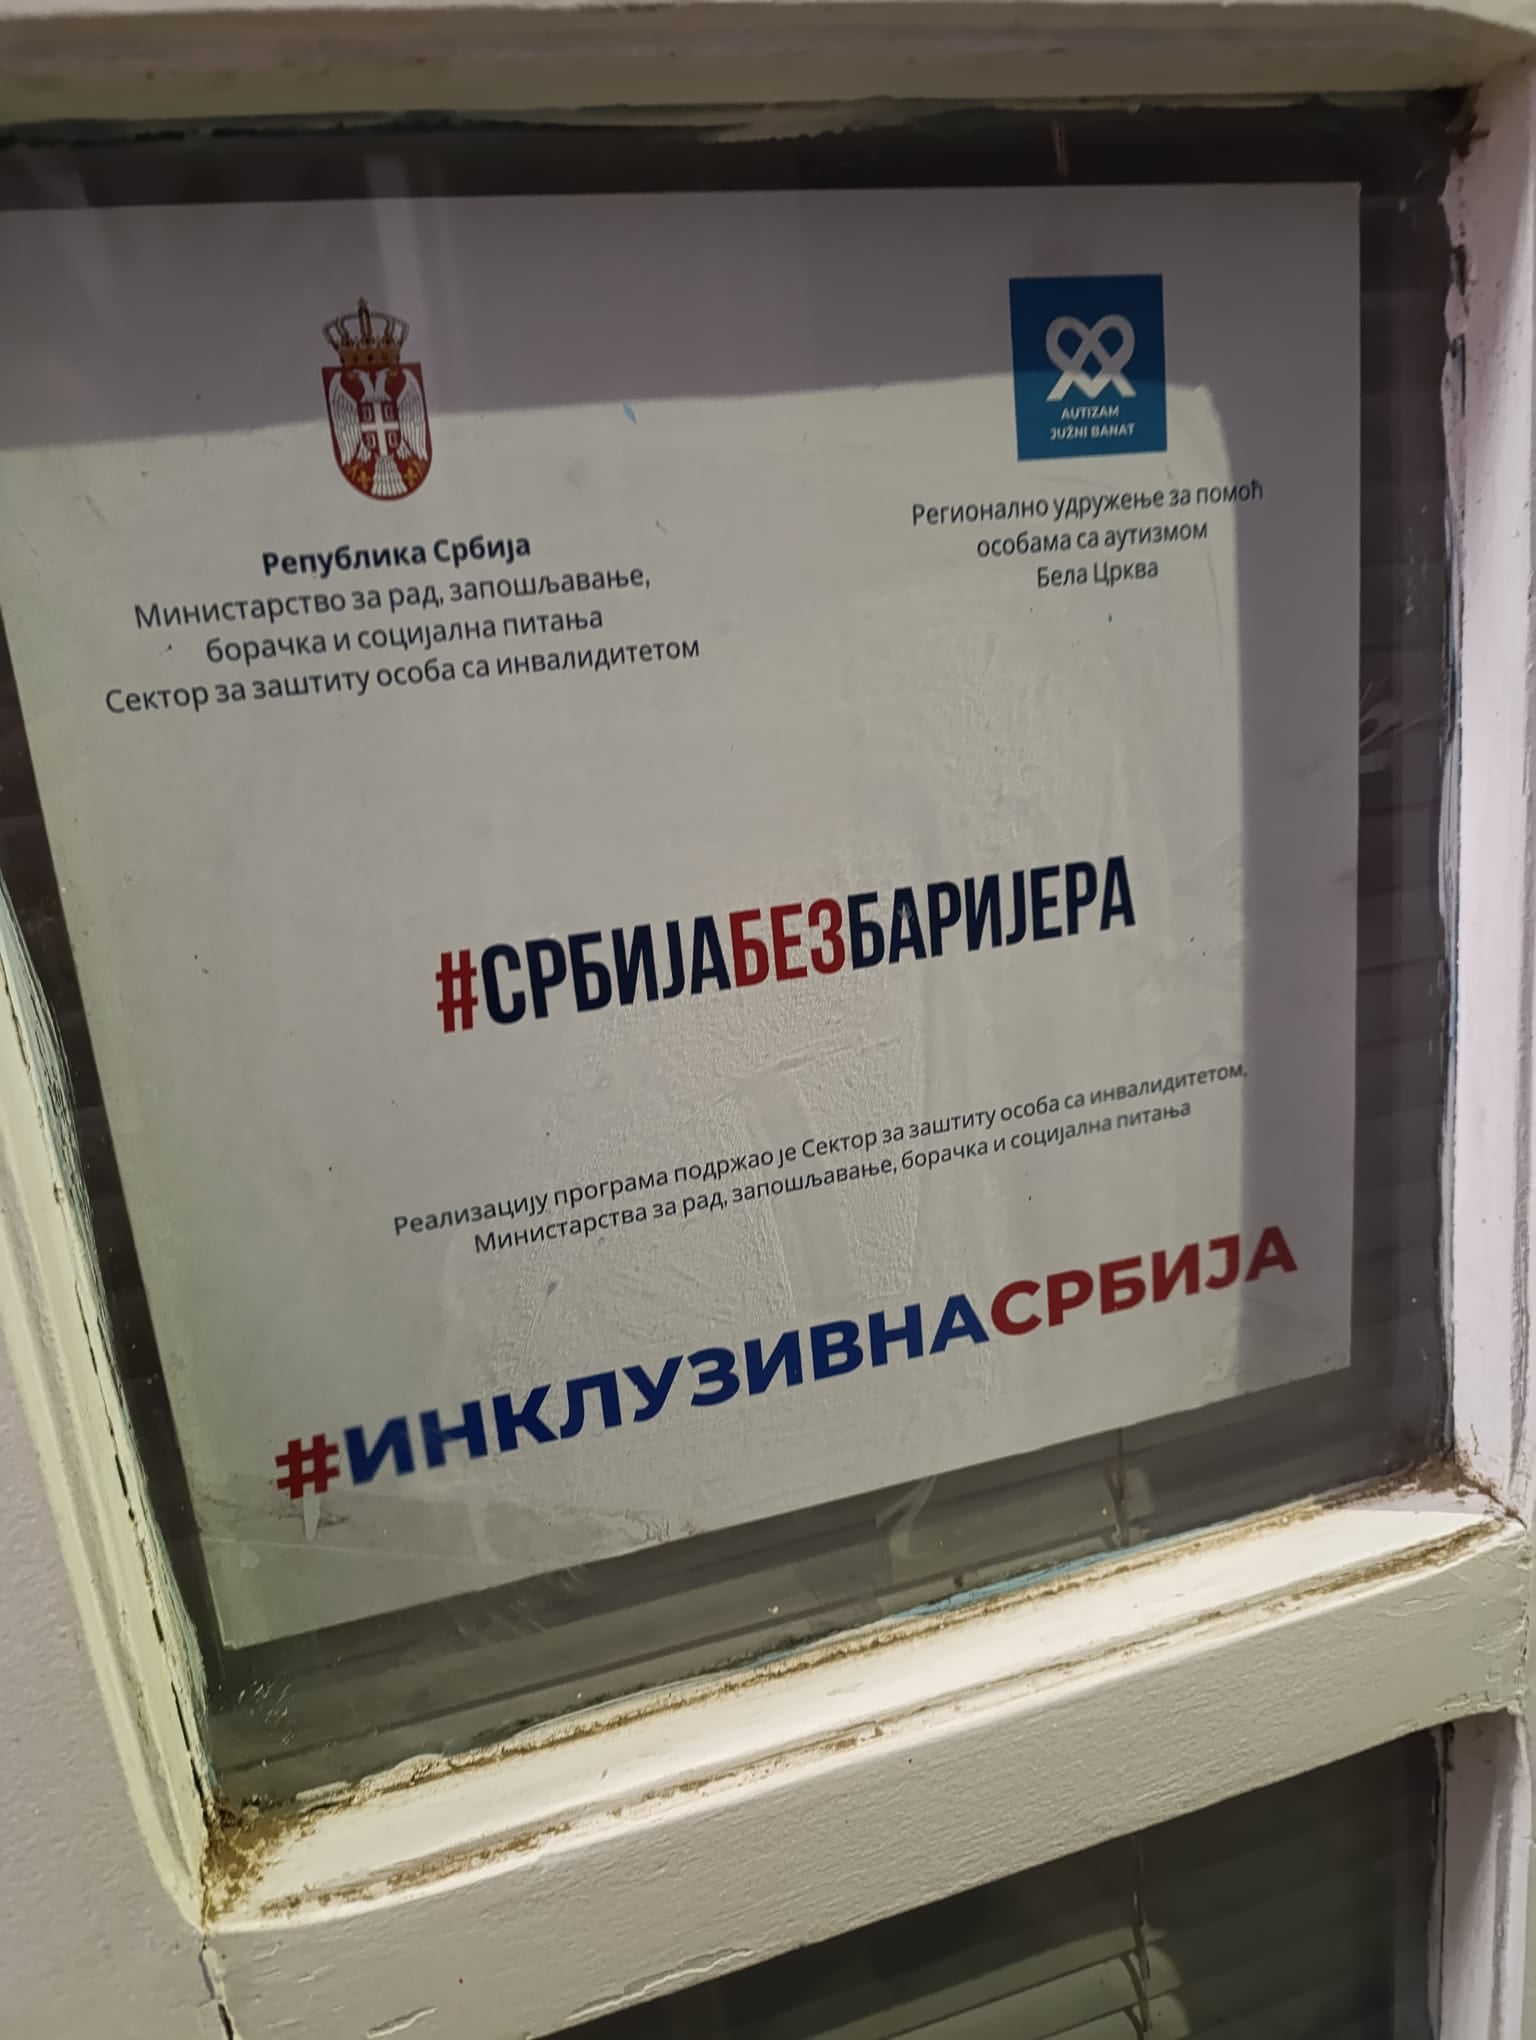 Република Србија
Министарство за рад, запошљавање,
борачка и социјална питања
Сектор за заштиту особа са инвалидитетом
AUTIZAM
JUŽNI BANAT
Регионално удружење за помоћ
особама са аутизмом
Бела Црква
#СРБИЈАБЕЗБАРИЈЕРА
Реализацију програма подржао је Сектор за заштиту особа са инвалидитетом,
Министарства за рад, запошљавање, борачка и социјална питања
#ИНКЛУЗИВНАСРБИЈА